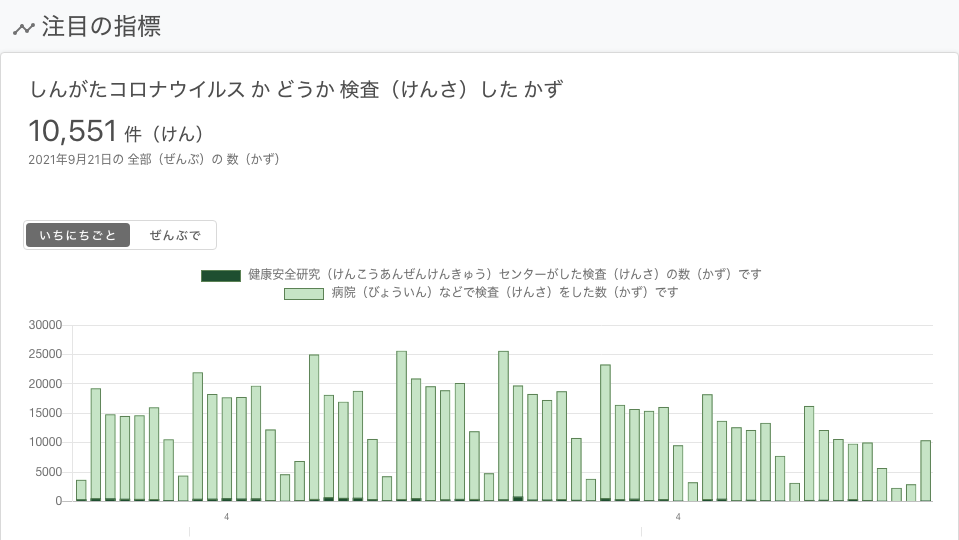 注目の指標
しんがたコロナウイルス か どうか 検査（けんさ）した かず
10,551 件（けん）
2021年9月21日の 全部（ぜんぶ）の 数（かず）
いちにちごと ぜんぶで
健康安全研究（けんこうあんぜんけんきゅう）センターがした検査（けんさ）の数（かず）です
病院（びょういん）などで検査（けんさ）をした数（かず）です
30000
25000
20000
15000
10000
5000
0
4 4